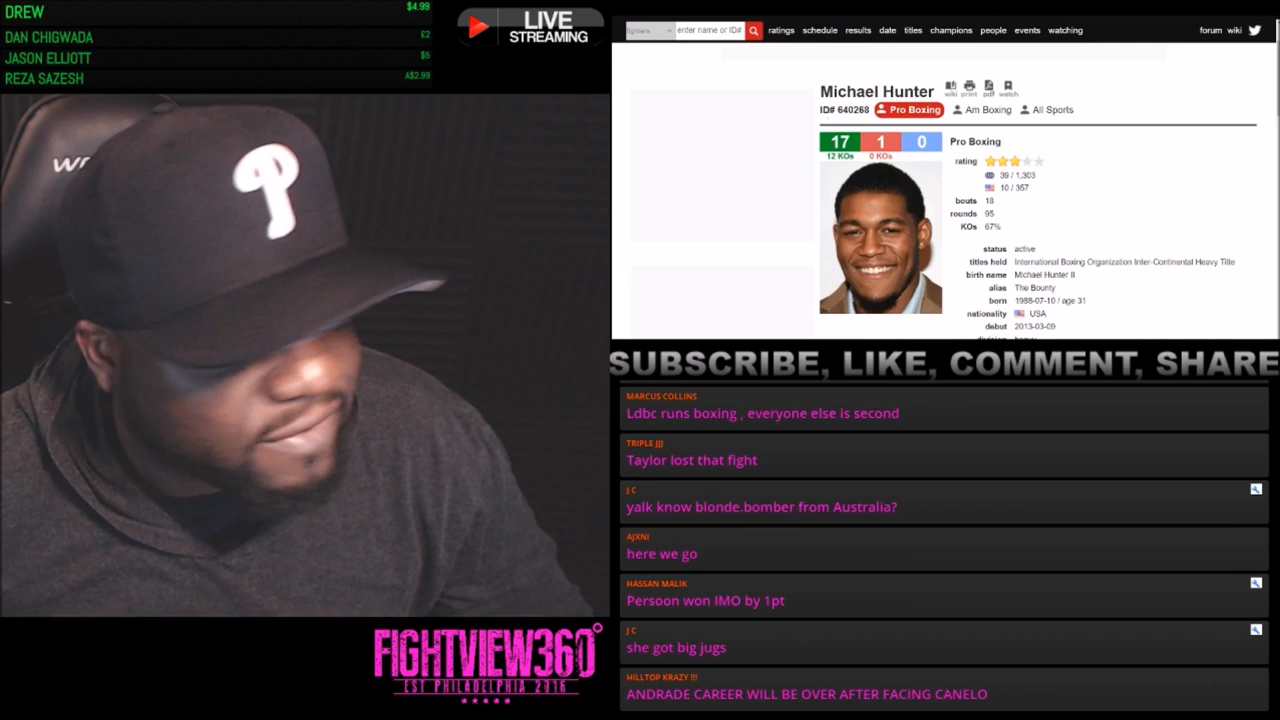 DREW $4.99
DAN CHIGWADA £2
JASON ELLIOTT $5
REZA SAZESH A$2.99
LIVE
STREAMING
P
FIGHTVIEW360°
EST PHILADELPHIA 2016
fighters enter name or ID# ratings schedule results date titles champions people events watching forum wiki
Michael Hunter wiki print pdf watch
ID# 640268 Pro Boxing Am Boxing All Sports
17 1 0
12 KOs 0 KOs
Pro Boxing
rating
39 / 1,303
10 / 357
bouts 18
rounds 95
KOs 67%
status active
titles held International Boxing Organization Inter-Continental Heavy Title
birth name Michael Hunter II
alias The Bounty
born 1988-07-10 / age 31
nationality USA
debut 2013-03-09
SUBSCRIBE, LIKE, COMMENT, SHARE
MARCUS COLLINS
Ldbc runs boxing , everyone else is second
TRIPLE JJJ
Taylor lost that fight
J C
yalk know blonde.bomber from Australia?
AJXNI
here we go
HASSAN MALIK
Persoon won IMO by 1pt
J C
she got big jugs
HILLTOP KRAZY !!!
ANDRADE CAREER WILL BE OVER AFTER FACING CANELO